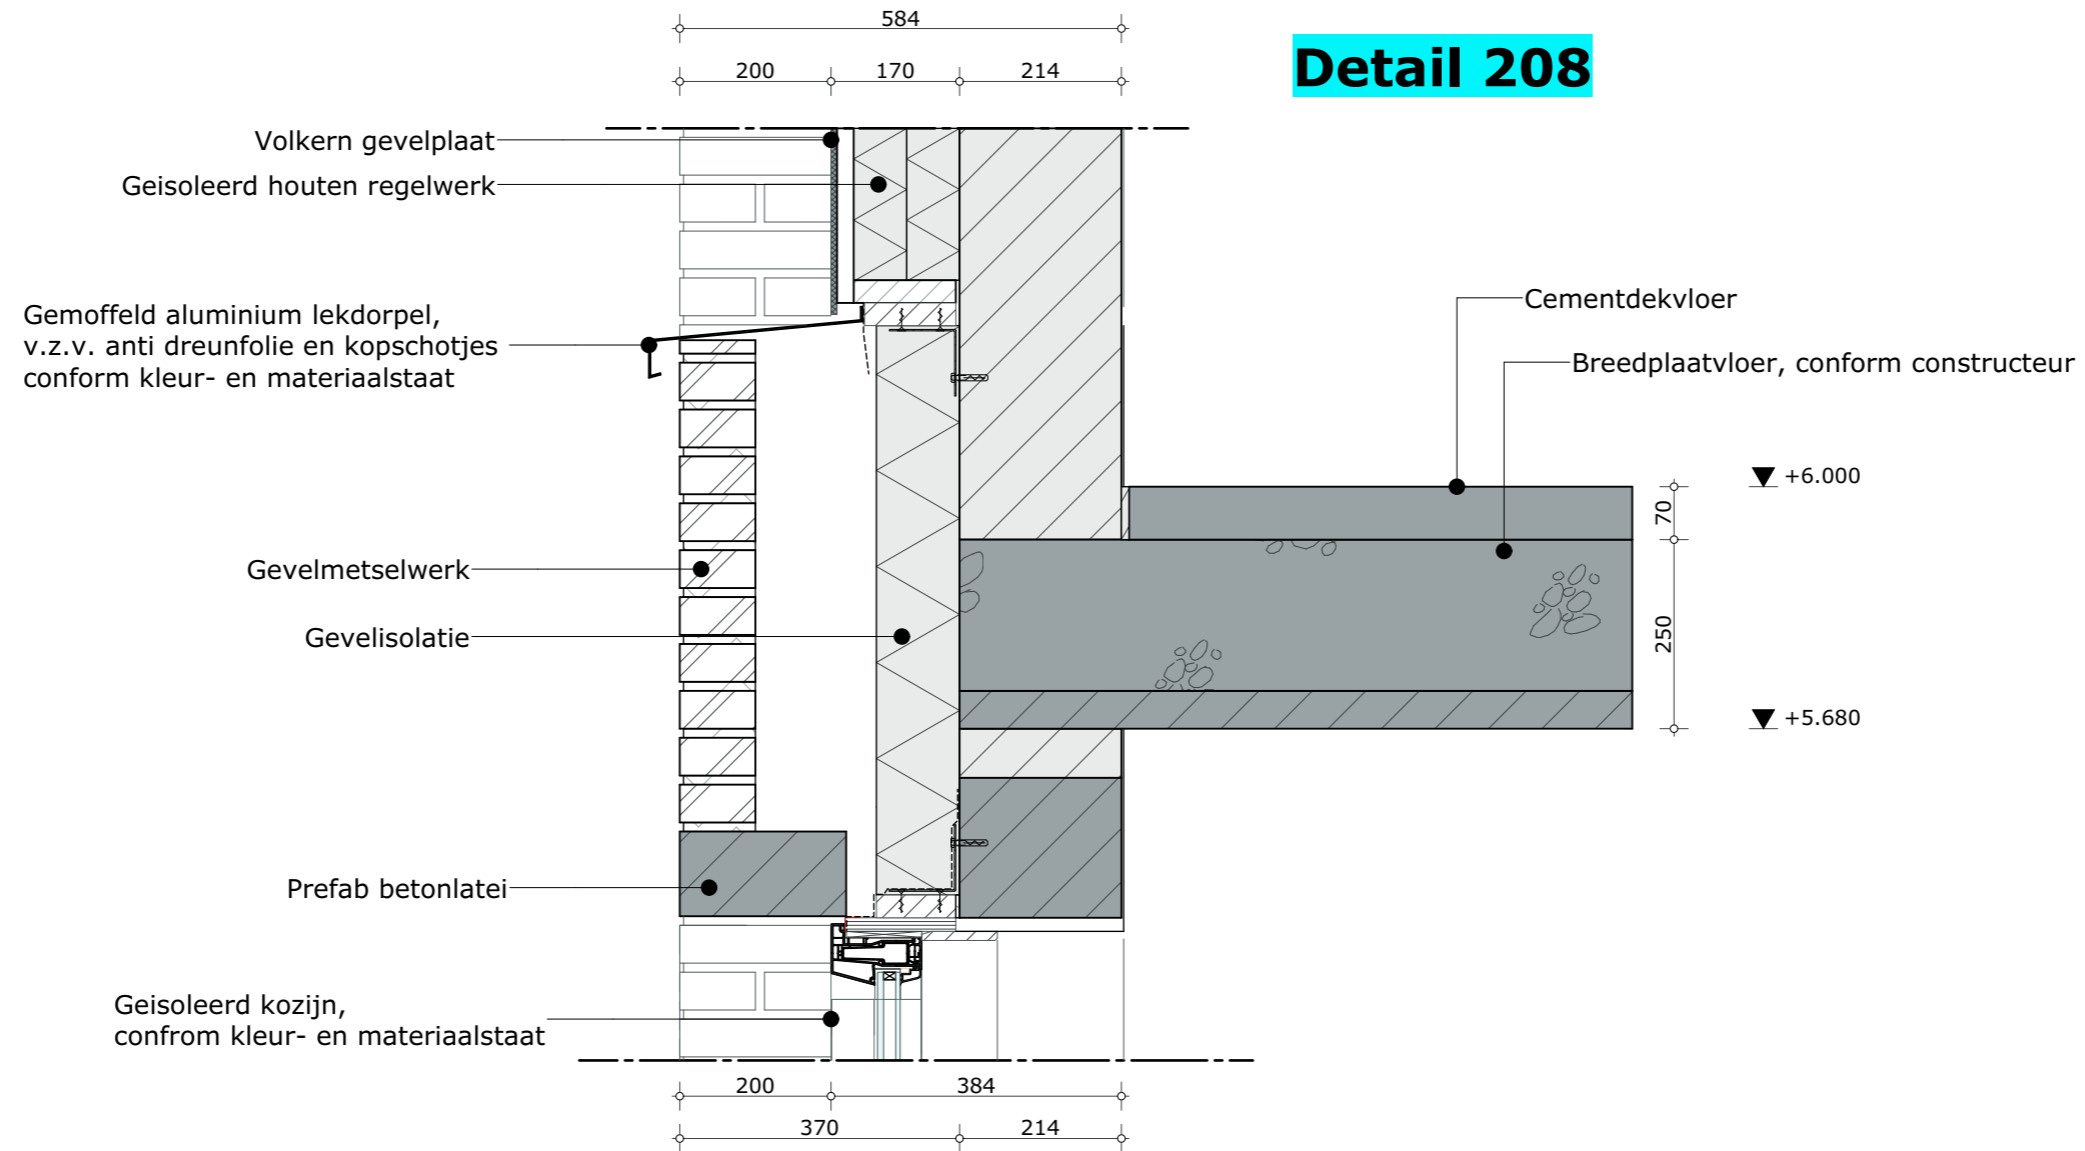 584
Detail 208
200
170
214
Volkern gevelplaat
Geisoleerd houten regelwerk
Gemoffeld aluminium lekdorpel,
v.z.v. anti dreunfolie en kopschotjes
conform kleur- en materiaalstaat
Cementdekvloer
Breedplaatvloer, conform constructeur
+6.000
70
Gevelmetselwerk
250
Gevelisolatie
+5.680
Prefab betonlatei
Geisoleerd kozijn,
confrom kleur- en materiaalstaat
200
384
370
214